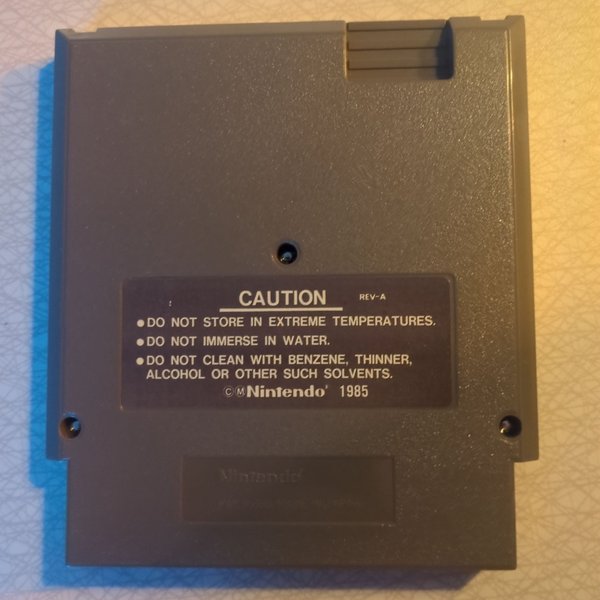 CAUTION REV-A
● DO NOT STORE IN EXTREME TEMPERATURES.
● DO NOT IMMERSE IN WATER.
● DO NOT CLEAN WITH BENZENE, THINNER,
ALCOHOL OR OTHER SUCH SOLVENTS.
ⒸⓂNintendo® 1985
Nintendo®